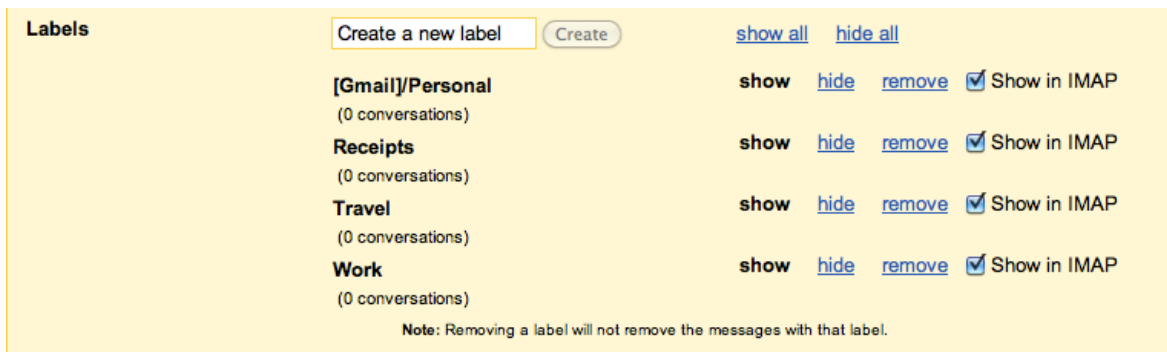 Labels Create a new label Create show all hide all
[Gmail]/Personal show hide remove Show in IMAP
(0 conversations)
Receipts show hide remove Show in IMAP
(0 conversations)
Travel show hide remove Show in IMAP
(0 conversations)
Work show hide remove Show in IMAP
(0 conversations)
Note: Removing a label will not remove the messages with that label.